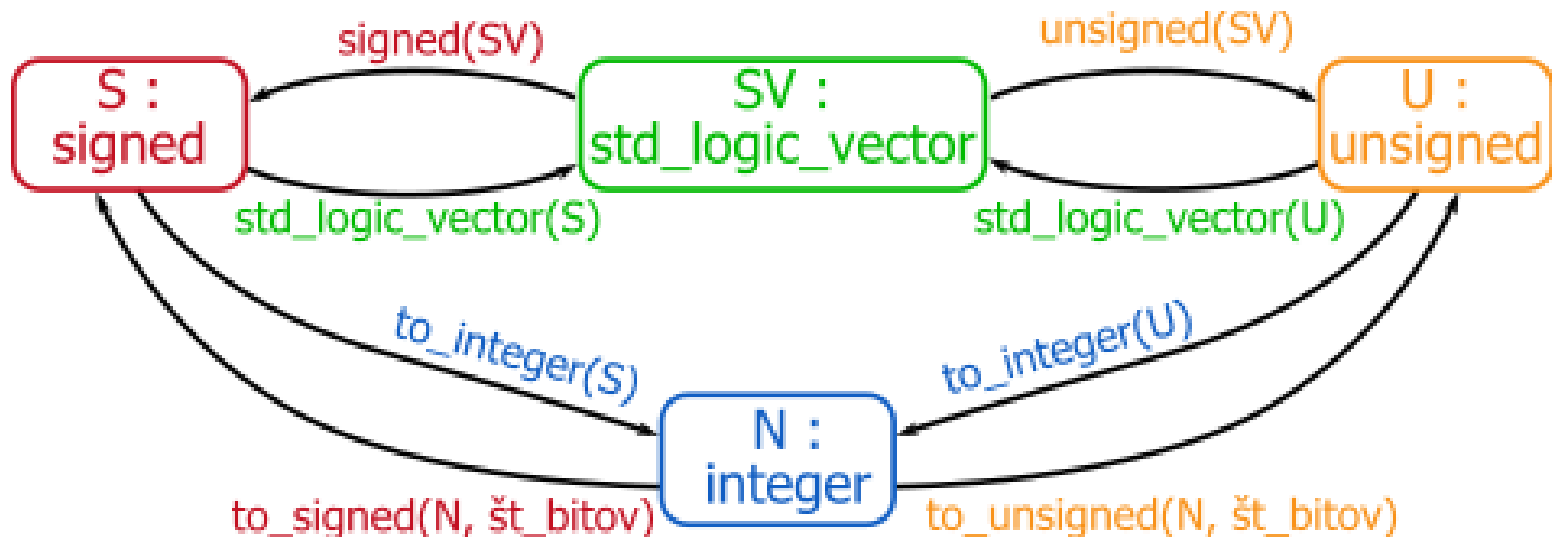 signed(SV)
unsigned(SV)
S :
signed
SV :
std_logic_vector
U :
unsigned
std_logic_vector(S)
std_logic_vector(U)
to_integer(S)
to_integer(U)
N :
integer
to_signed(N, št_bitov)
to_unsigned(N, št_bitov)